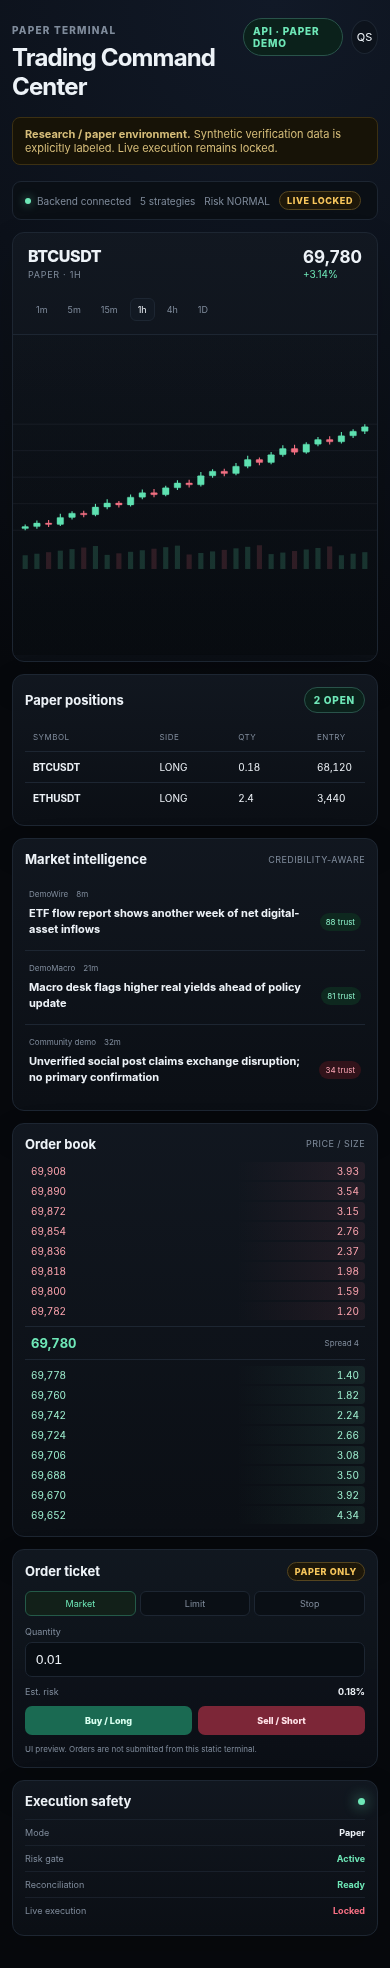 PAPER TERMINAL
Trading Command
Center
API · PAPER
DEMO
QS
Research / paper environment. Synthetic verification data is
explicitly labeled. Live execution remains locked.
Backend connected 5 strategies Risk NORMAL LIVE LOCKED
BTCUSDT 69,780
PAPER · 1H +3.14%
1m 5m 15m 1h 4h 1D
Paper positions 2 OPEN
SYMBOL SIDE QTY ENTRY
BTCUSDT LONG 0.18 68,120
ETHUSDT LONG 2.4 3,440
Market intelligence CREDIBILITY-AWARE
DemoWire 8m
ETF flow report shows another week of net digital-
asset inflows
88 trust
DemoMacro 21m
Macro desk flags higher real yields ahead of policy
update
81 trust
Community demo 32m
Unverified social post claims exchange disruption;
no primary confirmation
34 trust
Order book PRICE / SIZE
69,908 3.93
69,890 3.54
69,872 3.15
69,854 2.76
69,836 2.37
69,818 1.98
69,800 1.59
69,782 1.20
69,780 Spread 4
69,778 1.40
69,760 1.82
69,742 2.24
69,724 2.66
69,706 3.08
69,688 3.50
69,670 3.92
69,652 4.34
Order ticket PAPER ONLY
Market Limit Stop
Quantity
0.01
Est. risk 0.18%
Buy / Long Sell / Short
UI preview. Orders are not submitted from this static terminal.
Execution safety
Mode Paper
Risk gate Active
Reconciliation Ready
Live execution Locked